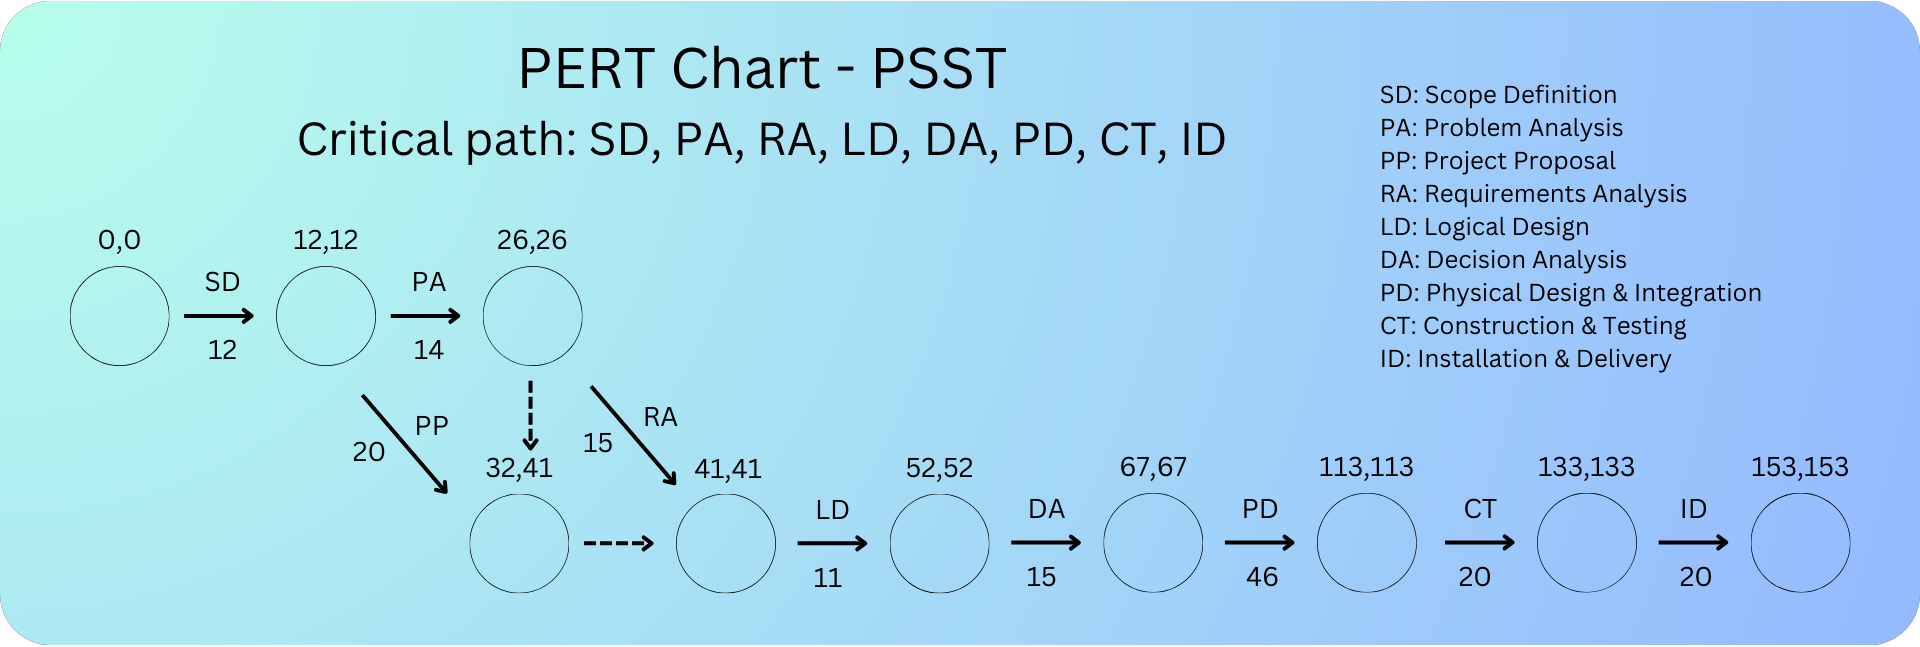 PERT Chart - PSST
Critical path: SD, PA, RA, LD, DA, PD, CT, ID
SD: Scope Definition
PA: Problem Analysis
PP: Project Proposal
RA: Requirements Analysis
LD: Logical Design
DA: Decision Analysis
PD: Physical Design & Integration
CT: Construction & Testing
ID: Installation & Delivery
0,0
12,12
26,26
SD
PA
12
14
PP
20
RA
15
32,41
41,41
52,52
67,67
113,113
133,133
153,153
LD
DA
PD
CT
ID
11
15
46
20
20